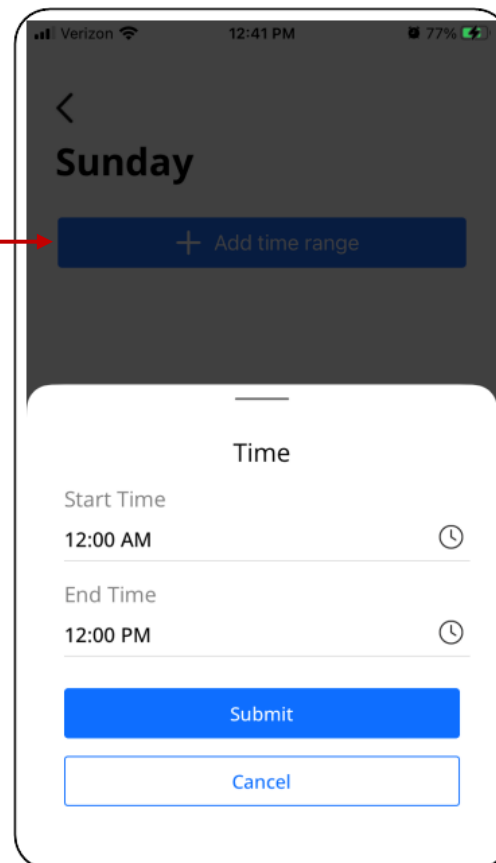 Verizon 12:41 PM 77%
Sunday
Add time range
Time
Start Time
12:00 AM
End Time
12:00 PM
Submit
Cancel